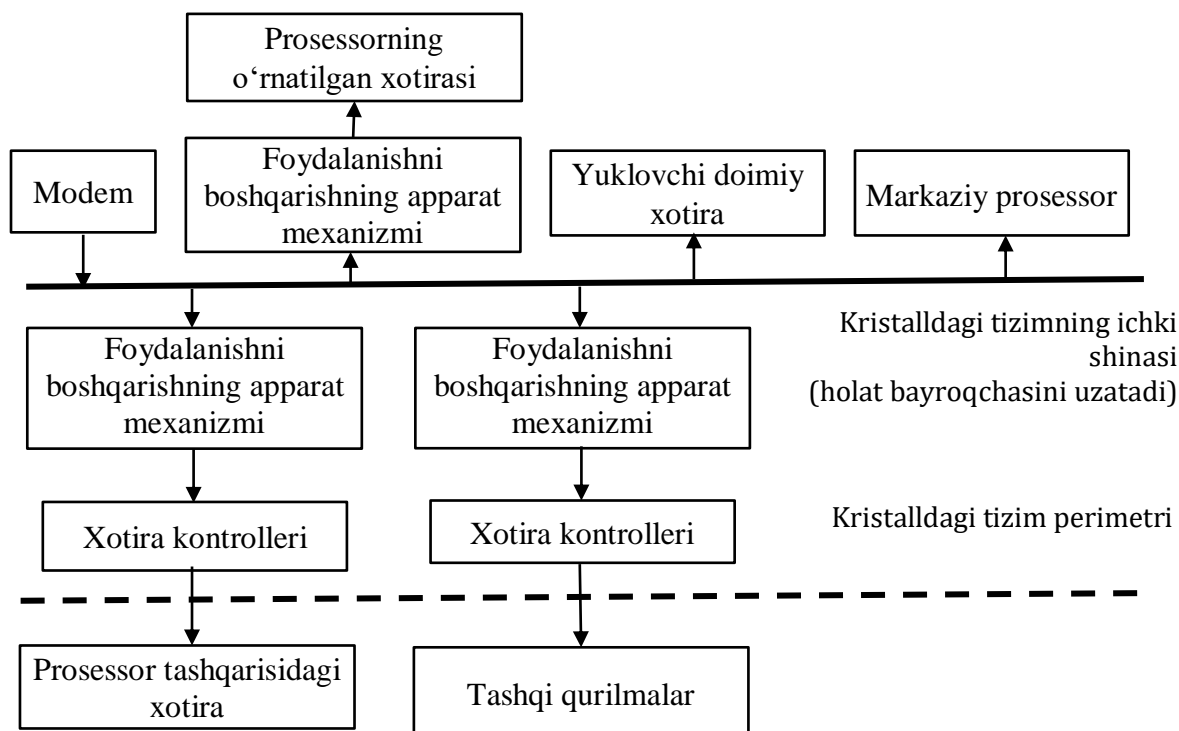 Prosessorning
o‘rnatilgan xotirasi
Modem
Foydalanishni
boshqarishning apparat
mexanizmi
Yuklovchi doimiy
xotira
Markaziy prosessor
Foydalanishni
boshqarishning apparat
mexanizmi
Foydalanishni
boshqarishning apparat
mexanizmi
Kristalldagi tizimning ichki
shinasi
(holat bayroqchasini uzatadi)
Xotira kontrolleri
Xotira kontrolleri
Kristalldagi tizim perimetri
Prosessor tashqarisidagi
xotira
Tashqi qurilmalar